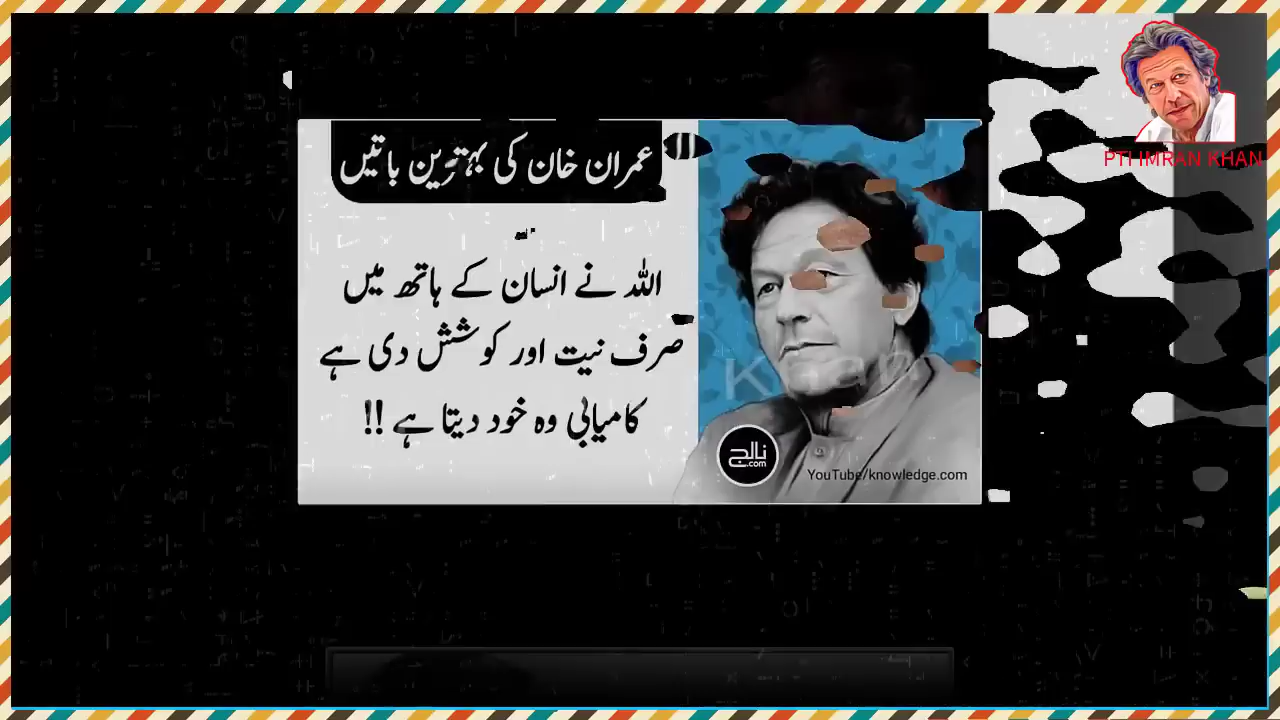 عمران خان کی بہترین باتیں
PTI IMRAN KHAN
اللہ نے انسان کے ہاتھ میں
صرف نیت اور کوشش دی ہے
کامیابی وہ خود دیتا ہے !!
Khan
نالج
.com
YouTube/knowledge.com